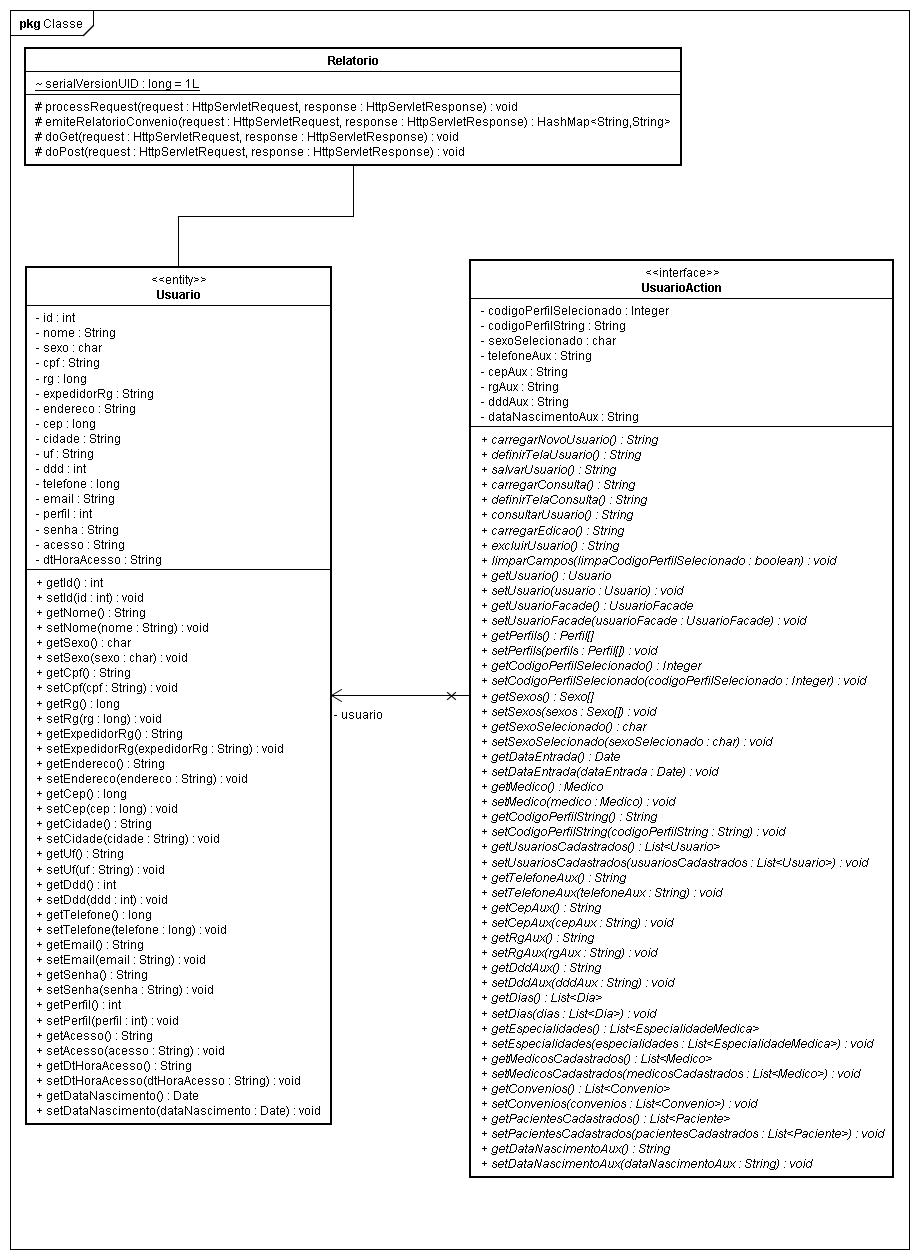 pkg Classe
Relatorio
~ serialVersionUID : long = 1L
# processRequest(request : HttpServletRequest, response : HttpServletResponse) : void
# emiteRelatorioConvenio(request : HttpServletRequest, response : HttpServletResponse) : HashMap<String,String>
# doGet(request : HttpServletRequest, response : HttpServletResponse) : void
# doPost(request : HttpServletRequest, response : HttpServletResponse) : void
<<entity>>
Usuario
- id : int
- nome : String
- sexo : char
- cpf : String
- rg : long
- expedidorRg : String
- endereco : String
- cep : long
- cidade : String
- uf : String
- ddd : int
- telefone : long
- email : String
- perfil : int
- senha : String
- acesso : String
- dtHoraAcesso : String
+ getId() : int
+ setId(id : int) : void
+ getNome() : String
+ setNome(nome : String) : void
+ getSexo() : char
+ setSexo(sexo : char) : void
+ getCpf() : String
+ setCpf(cpf : String) : void
+ getRg() : long
+ setRg(rg : long) : void
+ getExpedidorRg() : String
+ setExpedidorRg(expedidorRg : String) : void
+ getEndereco() : String
+ setEndereco(endereco : String) : void
+ getCep() : long
+ setCep(cep : long) : void
+ getCidade() : String
+ setCidade(cidade : String) : void
+ getUf() : String
+ setUf(uf : String) : void
+ getDdd() : int
+ setDdd(ddd : int) : void
+ getTelefone() : long
+ setTelefone(telefone : long) : void
+ getEmail() : String
+ setEmail(email : String) : void
+ getSenha() : String
+ setSenha(senha : String) : void
+ getPerfil() : int
+ setPerfil(perfil : int) : void
+ getAcesso() : String
+ setAcesso(acesso : String) : void
+ getDtHoraAcesso() : String
+ setDtHoraAcesso(dtHoraAcesso : String) : void
+ getDataNascimento() : Date
+ setDataNascimento(dataNascimento : Date) : void
- usuario
<<interface>>
UsuarioAction
- codigoPerfilSelecionado : Integer
- codigoPerfilString : String
- sexoSelecionado : char
- telefoneAux : String
- cepAux : String
- rgAux : String
- dddAux : String
- dataNascimentoAux : String
+ carregarNovoUsuario() : String
+ definirTelaUsuario() : String
+ salvarUsuario() : String
+ carregarConsulta() : String
+ definirTelaConsulta() : String
+ consultarUsuario() : String
+ carregarEdicao() : String
+ excluirUsuario() : String
+ limparCampos(limpaCodigoPerfilSelecionado : boolean) : void
+ getUsuario() : Usuario
+ setUsuario(usuario : Usuario) : void
+ getUsuarioFacade() : UsuarioFacade
+ setUsuarioFacade(usuarioFacade : UsuarioFacade) : void
+ getPerfils() : Perfil[]
+ setPerfils(perfils : Perfil[]) : void
+ getCodigoPerfilSelecionado() : Integer
+ setCodigoPerfilSelecionado(codigoPerfilSelecionado : Integer) : void
+ getSexos() : Sexo[]
+ setSexos(sexos : Sexo[]) : void
+ getSexoSelecionado() : char
+ setSexoSelecionado(sexoSelecionado : char) : void
+ getDataEntrada() : Date
+ setDataEntrada(dataEntrada : Date) : void
+ getMedico() : Medico
+ setMedico(medico : Medico) : void
+ getCodigoPerfilString() : String
+ setCodigoPerfilString(codigoPerfilString : String) : void
+ getUsuariosCadastrados() : List<Usuario>
+ setUsuariosCadastrados(usuariosCadastrados : List<Usuario>) : void
+ getTelefoneAux() : String
+ setTelefoneAux(telefoneAux : String) : void
+ getCepAux() : String
+ setCepAux(cepAux : String) : void
+ getRgAux() : String
+ setRgAux(rgAux : String) : void
+ getDddAux() : String
+ setDddAux(dddAux : String) : void
+ getDias() : List<Dia>
+ setDias(dias : List<Dia>) : void
+ getEspecialidades() : List<EspecialidadeMedica>
+ setEspecialidades(especialidades : List<EspecialidadeMedica>) : void
+ getMedicosCadastrados() : List<Medico>
+ setMedicosCadastrados(medicosCadastrados : List<Medico>) : void
+ getConvenios() : List<Convenio>
+ setConvenios(convenios : List<Convenio>) : void
+ getPacientesCadastrados() : List<Paciente>
+ setPacientesCadastrados(pacientesCadastrados : List<Paciente>) : void
+ getDataNascimentoAux() : String
+ setDataNascimentoAux(dataNascimentoAux : String) : void